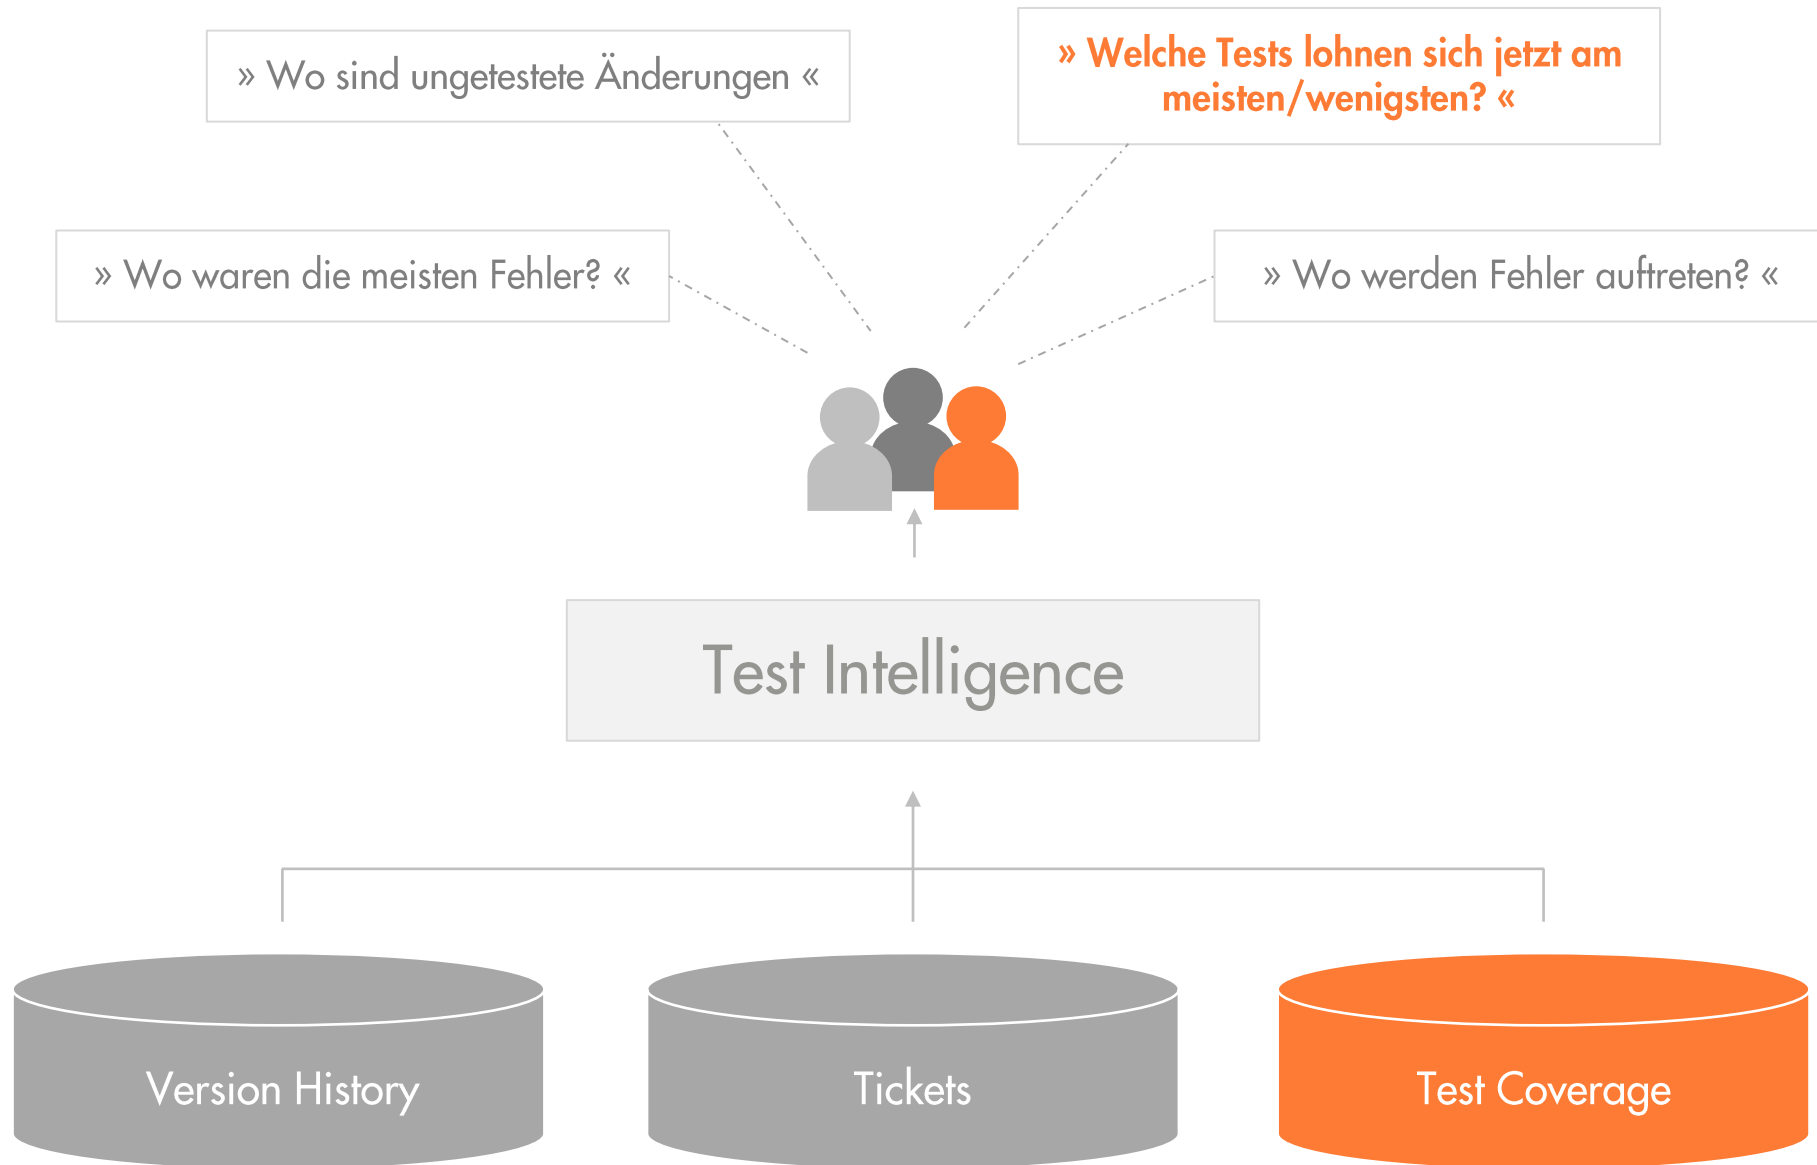 » Wo sind ungetestete Änderungen «
» Welche Tests lohnen sich jetzt am
meisten/wenigsten? «
» Wo waren die meisten Fehler? «
» Wo werden Fehler auftreten? «
Test Intelligence
Version History
Tickets
Test Coverage